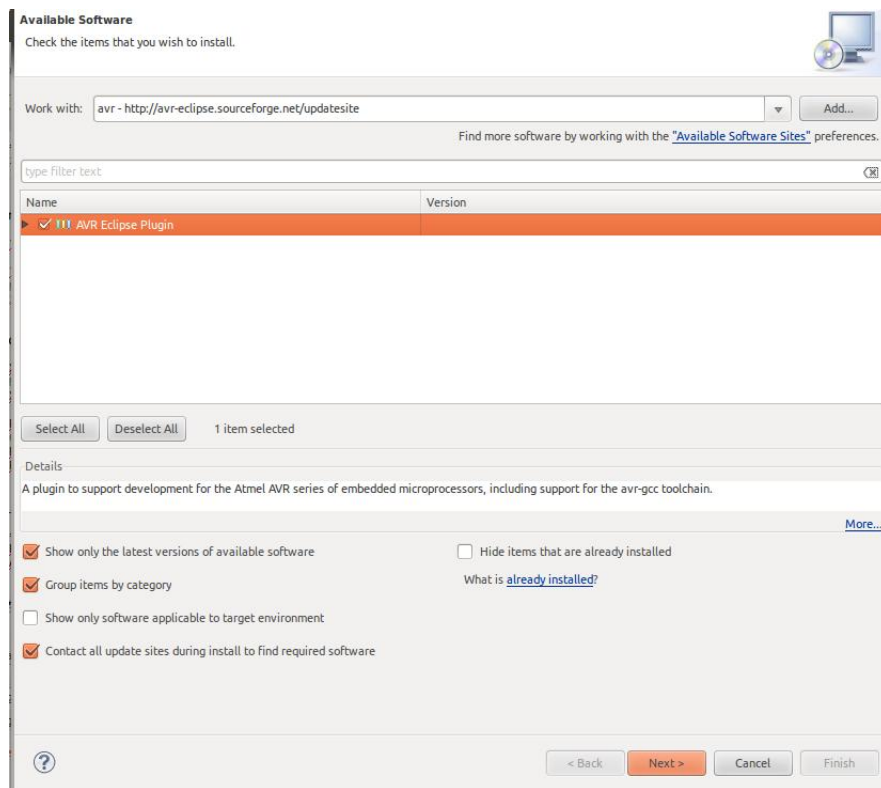 Available Software
Check the items that you wish to install.
Work with: avr - http://avr-eclipse.sourceforge.net/updatesite Add...
Find more software by working with the "Available Software Sites" preferences.
type filter text
Name Version
AVR Eclipse Plugin
Select All Deselect All 1 item selected
Details
A plugin to support development for the Atmel AVR series of embedded microprocessors, including support for the avr-gcc toolchain.
More...
Show only the latest versions of available software Hide items that are already installed
Group items by category What is already installed?
Show only software applicable to target environment
Contact all update sites during install to find required software
? < Back Next > Cancel Finish